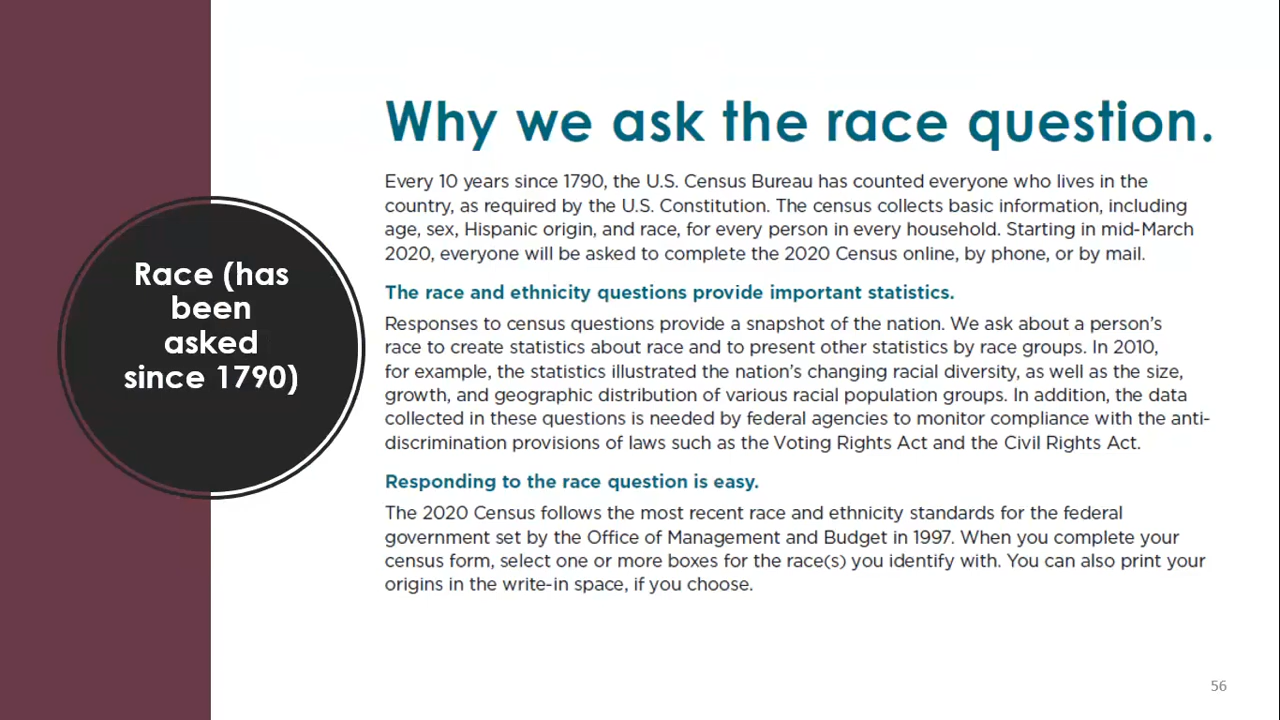 Why we ask the race question.
Every 10 years since 1790, the U.S. Census Bureau has counted everyone who lives in the
country, as required by the U.S. Constitution. The census collects basic information, including
age, sex, Hispanic origin, and race, for every person in every household. Starting in mid-March
2020, everyone will be asked to complete the 2020 Census online, by phone, or by mail.
Race (has
been
asked
since 1790)
The race and ethnicity questions provide important statistics.
Responses to census questions provide a snapshot of the nation. We ask about a person's
race to create statistics about race and to present other statistics by race groups. In 2010,
for example, the statistics illustrated the nation's changing racial diversity, as well as the size,
growth, and geographic distribution of various racial population groups. In addition, the data
collected in these questions is needed by federal agencies to monitor compliance with the anti-
discrimination provisions of laws such as the Voting Rights Act and the Civil Rights Act.
Responding to the race question is easy.
The 2020 Census follows the most recent race and ethnicity standards for the federal
government set by the Office of Management and Budget in 1997. When you complete your
census form, select one or more boxes for the race(s) you identify with. You can also print your
origins in the write-in space, if you choose.
56